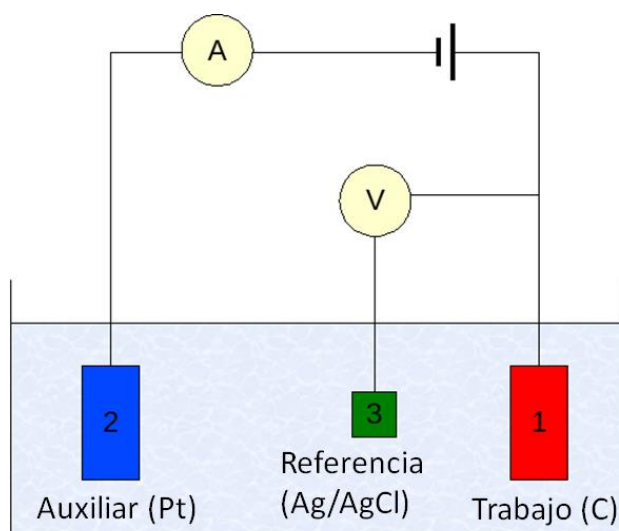 A
V
2
3
1
Auxiliar (Pt)
Referencia
(Ag/AgCl)
Trabajo (C)